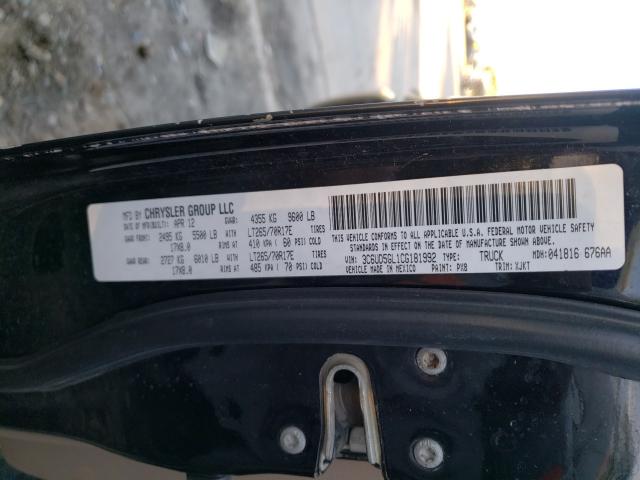 MFD BY CHRYSLER GROUP LLC
DATE OF MFR(BUILT): APR 12 GVWR: 4355 KG 9600 LB
GAWR FRONT: 2495 KG 5500 LB WITH LT265/70R17E TIRES
17X8.0 RIMS AT 410 KPA ( 60 PSI) COLD
GAWR REAR: 2727 KG 6010 LB WITH LT265/70R17E TIRES
17X8.0 RIMS AT 485 KPA ( 70 PSI) COLD
THIS VEHICLE CONFORMS TO ALL APPLICABLE U.S.A. FEDERAL MOTOR VEHICLE SAFETY
STANDARDS IN EFFECT ON THE DATE OF MANUFACTURE SHOWN ABOVE.
VIN: 3C6UD5GL1CG181992 TYPE: TRUCK MDH: 041816 676AA
VEHICLE MADE IN MEXICO PAINT: PX8 TRIM: XJKT